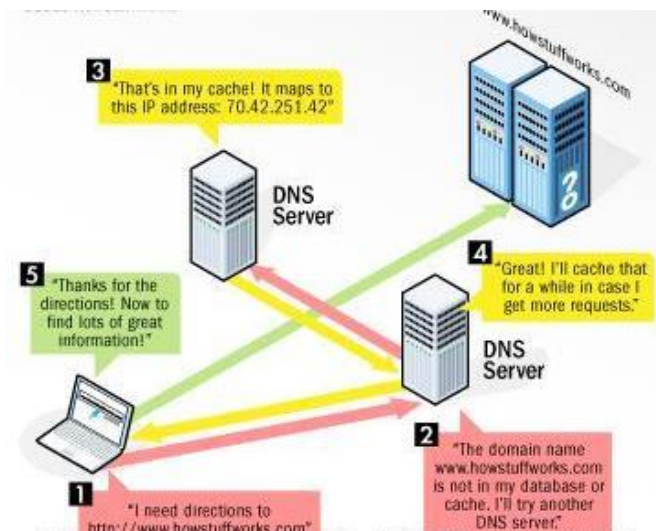 www.howstuffworks.com
3
"That's in my cache! It maps to
this IP address: 70.42.251.42"
DNS
Server
4
"Great! I'll cache that
for a while in case I
get more requests."
5
"Thanks for the
directions! Now to
find lots of great
information!"
DNS
Server
2
"The domain name
www.howstuffworks.com
is not in my database or
cache. I'll try another
DNS server."
1
"I need directions to
http://www.howstuffworks.com"